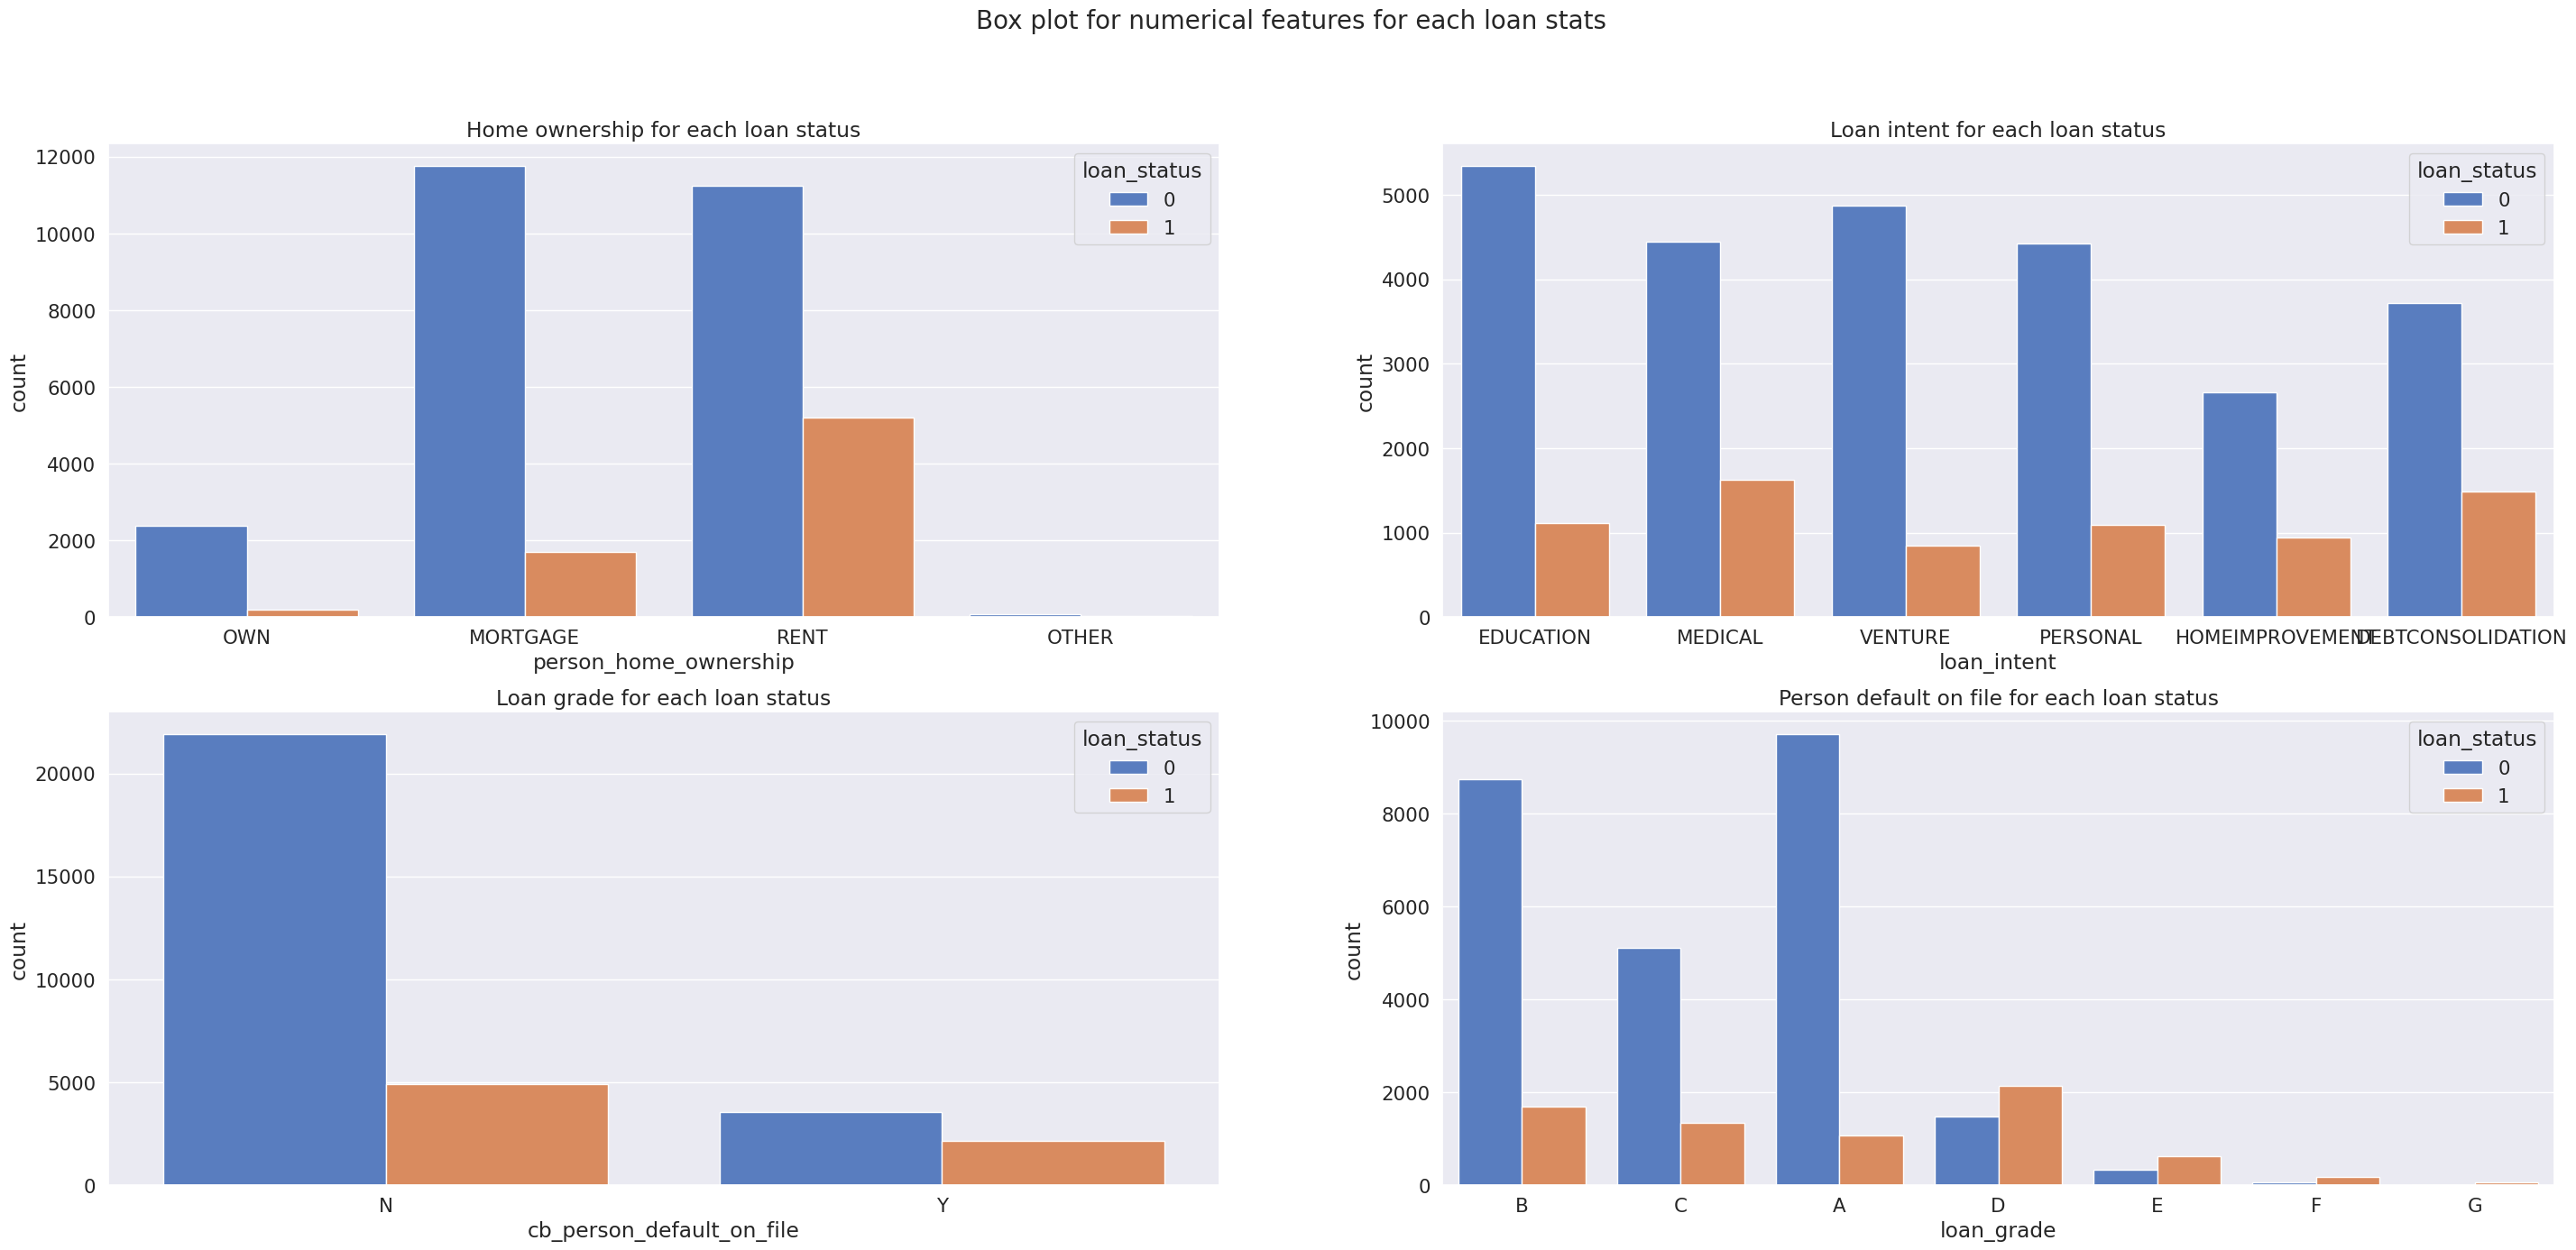 Box plot for numerical features for each loan stats
Home ownership for each loan status
12000
10000
8000
6000
4000
2000
0
count
loan_status
0
1
OWN MORTGAGE RENT OTHER
person_home_ownership
Loan intent for each loan status
5000
4000
3000
2000
1000
0
count
loan_status
0
1
EDUCATION MEDICAL VENTURE PERSONAL HOMEIMPROVEMENT DEBTCONSOLIDATION
loan_intent
Loan grade for each loan status
20000
15000
10000
5000
0
count
loan_status
0
1
N Y
cb_person_default_on_file
Person default on file for each loan status
10000
8000
6000
4000
2000
0
count
loan_status
0
1
B C A D E F G
loan_grade